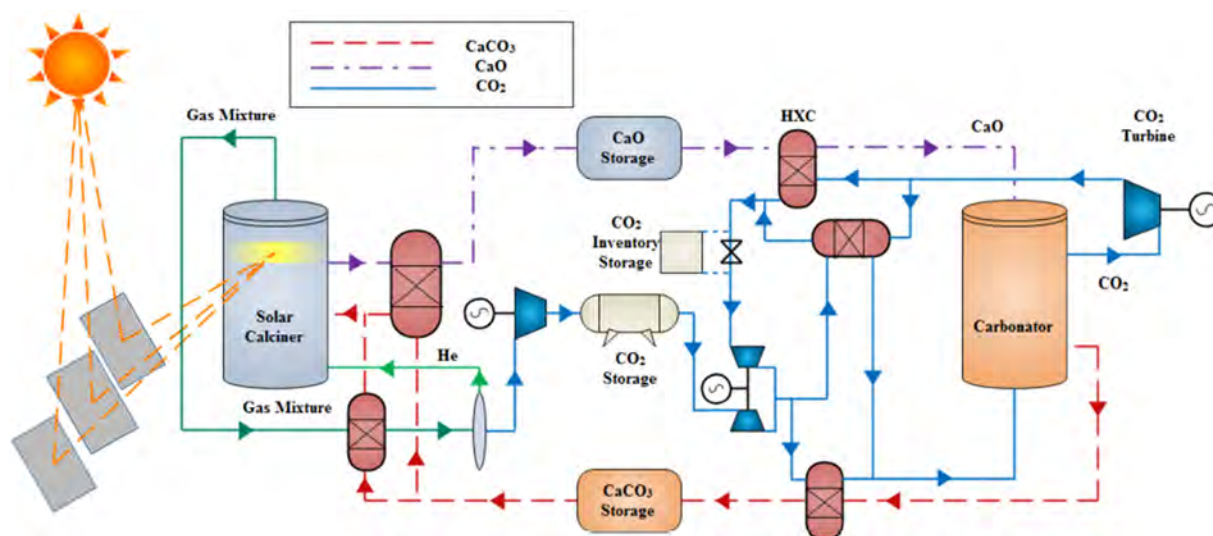 CaCO3
CaO
CO2
Gas Mixture
HXC
CaO
CO2
Turbine
CaO
Storage
CO2
Inventory
Storage
Solar
Calciner
He
CO2
Storage
CO2
Carbonator
Gas Mixture
CaCO3
Storage